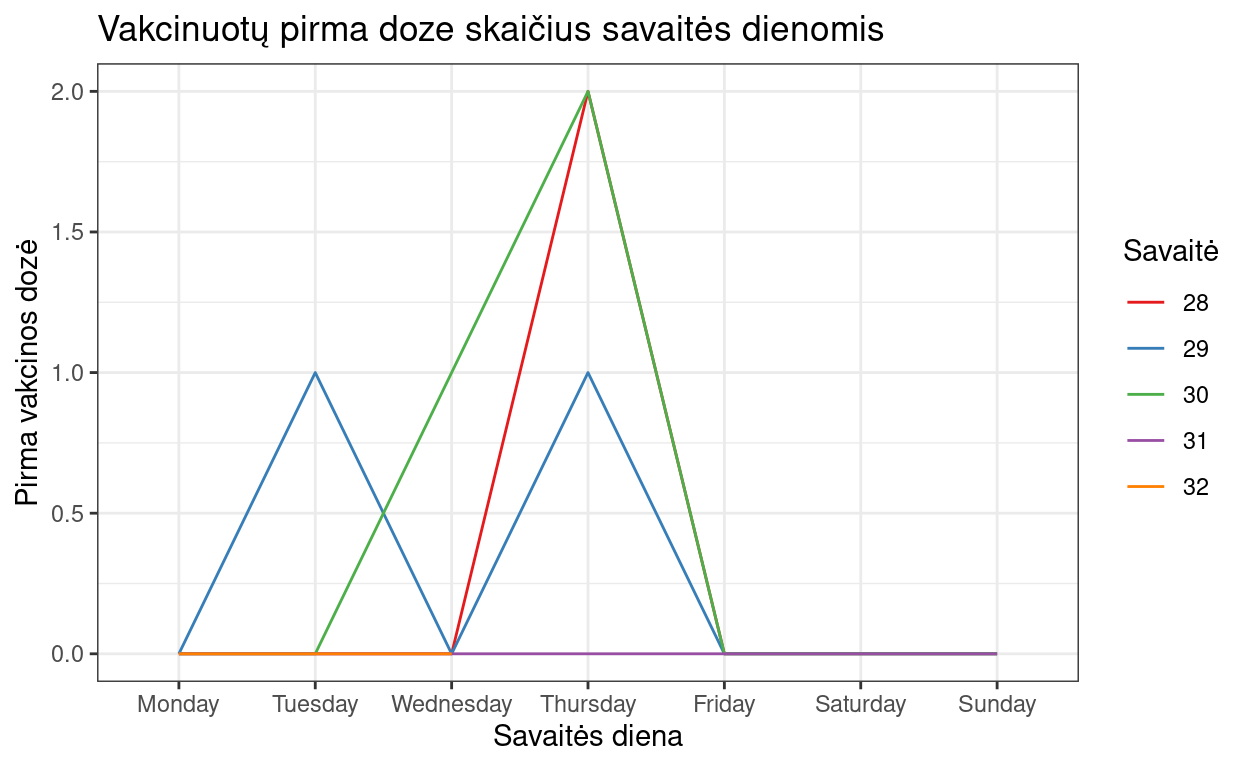 Vakcinuotų pirma doze skaičius savaitės dienomis
Pirma vakcinos dozė
2.0
1.5
1.0
0.5
0.0
Monday Tuesday Wednesday Thursday Friday Saturday Sunday
Savaitės diena
Savaitė
28
29
30
31
32